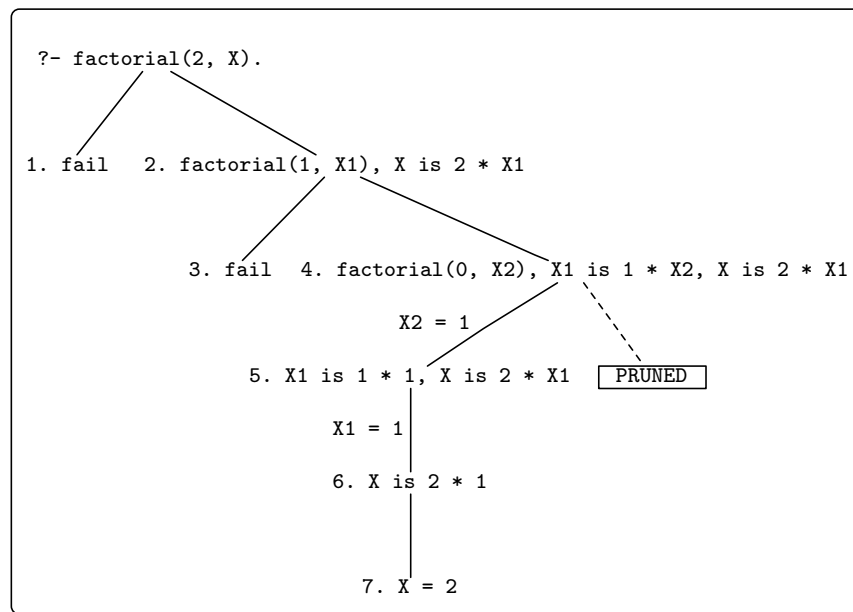 ?- factorial(2, X).
1. fail 2. factorial(1, X1), X is 2 * X1
3. fail 4. factorial(0, X2), X1 is 1 * X2, X is 2 * X1
X2 = 1
5. X1 is 1 * 1, X is 2 * X1 PRUNED
X1 = 1
6. X is 2 * 1
7. X = 2